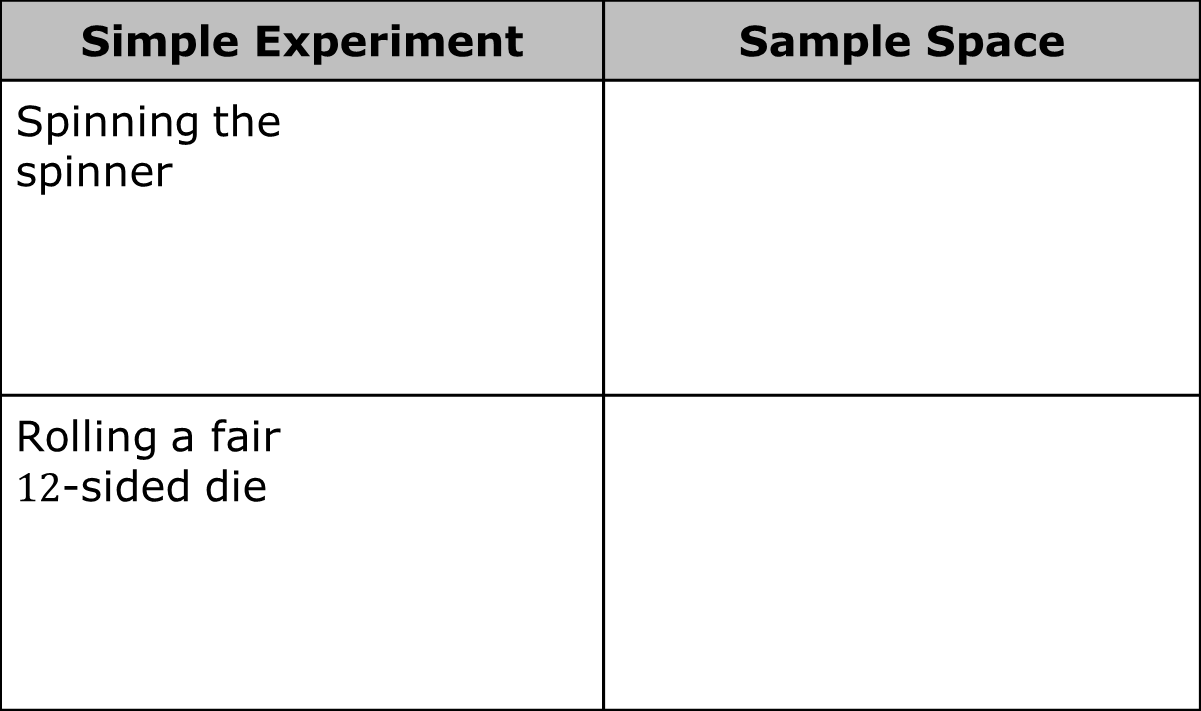 Simple Experiment
Sample Space
Spinning the
spinner
Rolling a fair
12-sided die